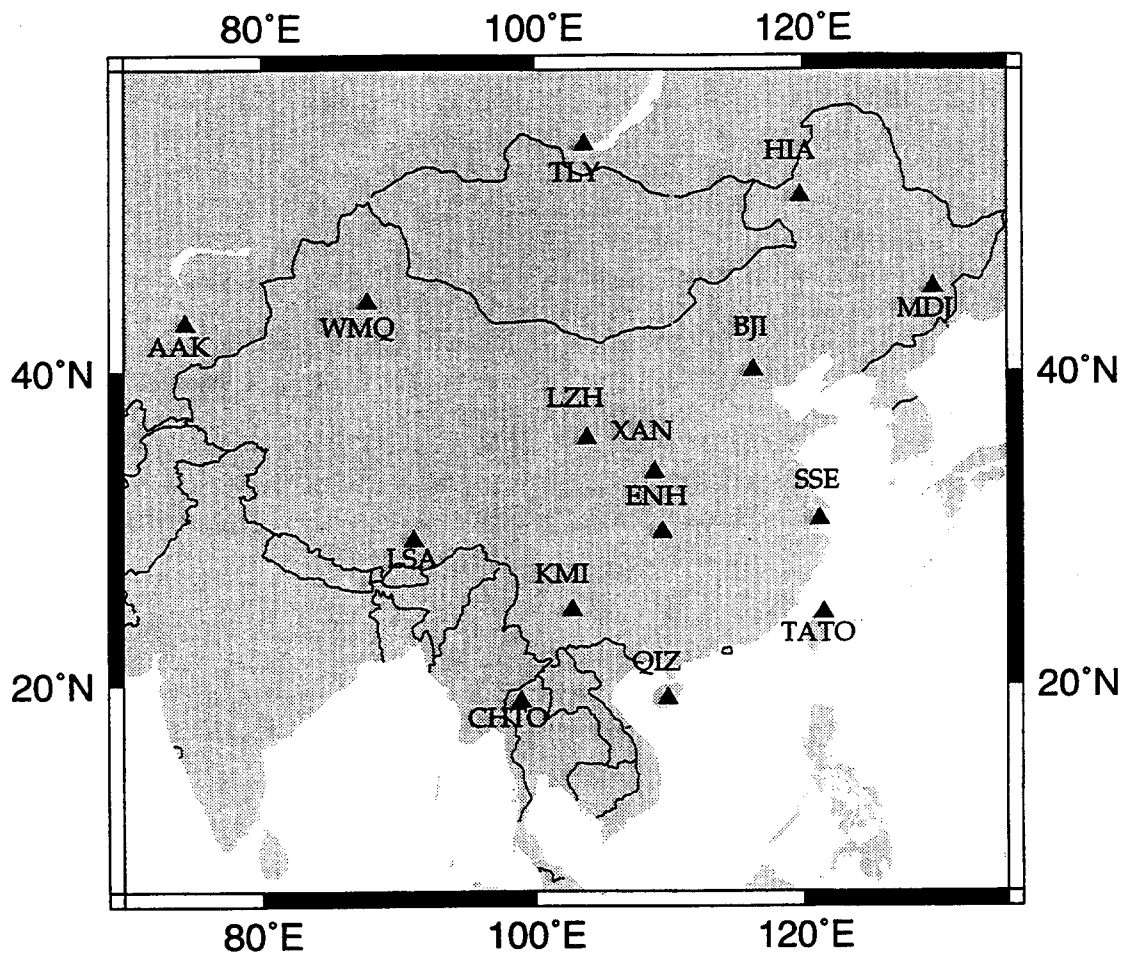 80°E 100°E 120°E
HIA
TLY
MDJ
BJI
WMQ
AAK
40°N 40°N
LZH
XAN
SSE
ENH
LSA
KMI
TATO
QIZ
20°N 20°N
CHTO
80°E 100°E 120°E